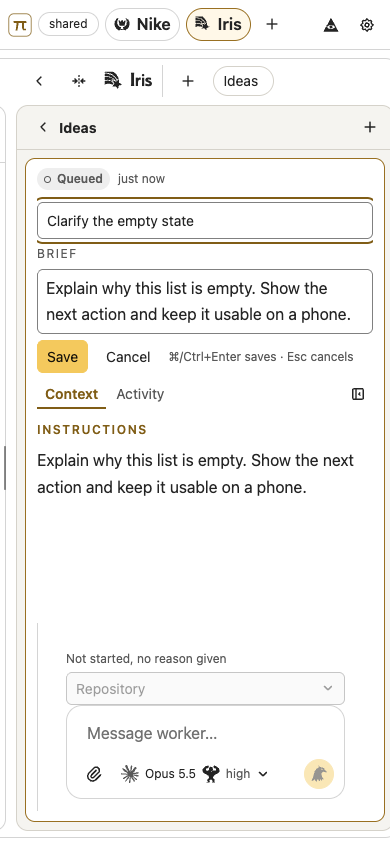 π shared Nike Iris +
Iris + Ideas
Ideas +
Queued just now
Clarify the empty state
BRIEF
Explain why this list is empty. Show the
next action and keep it usable on a phone.
Save Cancel ⌘/Ctrl+Enter saves · Esc cancels
Context Activity
INSTRUCTIONS
Explain why this list is empty. Show the next
action and keep it usable on a phone.
Not started, no reason given
Repository
Message worker...
Opus 5.5 high